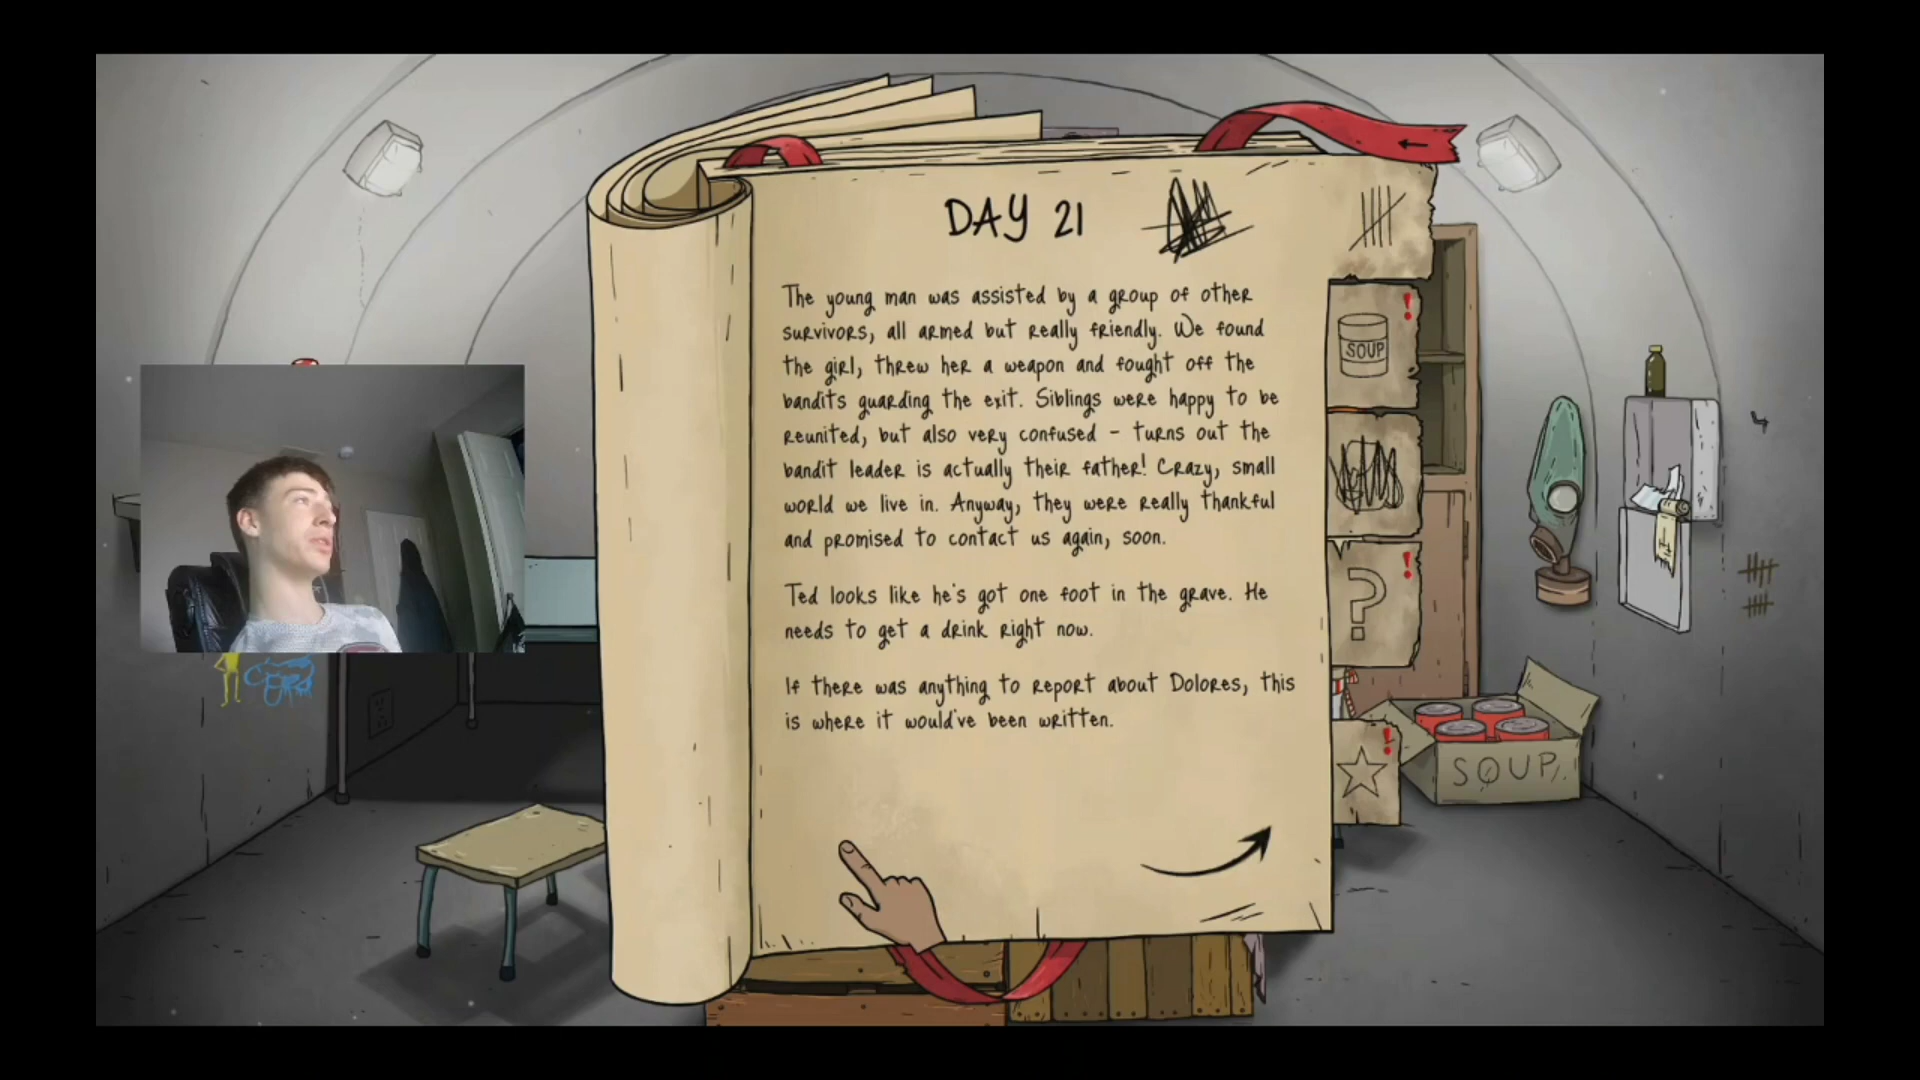 DAY 21
The young man was assisted by a group of other
survivors, all armed but really friendly. We found
the girl, threw her a weapon and fought off the
bandits guarding the exit. Siblings were happy to be
reunited, but also very confused - turns out the
bandit leader is actually their father! Crazy, small
world we live in. Anyway, they were really thankful
and promised to contact us again, soon.
Ted looks like he's got one foot in the grave. He
needs to get a drink right now.
If there was anything to report about Dolores, this
is where it would've been written.
!
SOUP
?
!
!
SOUP